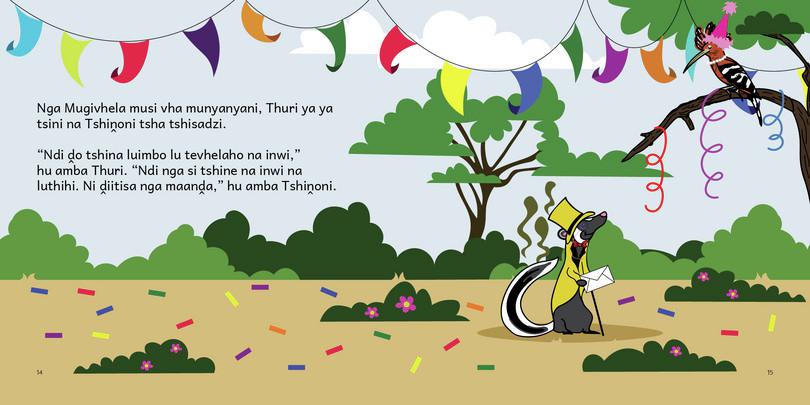 Nga Mugivhela musi vha munyanyani, Thuri ya ya
tsini na Tshiṋoni tsha tshisadzi.
“Ndi ḓo tshina luimbo lu tevhelaho na inwi,”
hu amba Thuri. “Ndi nga si tshine na inwi na
luthihi. Ni ḓiitisa nga maanḓa,” hu amba Tshiṋoni.
14
15